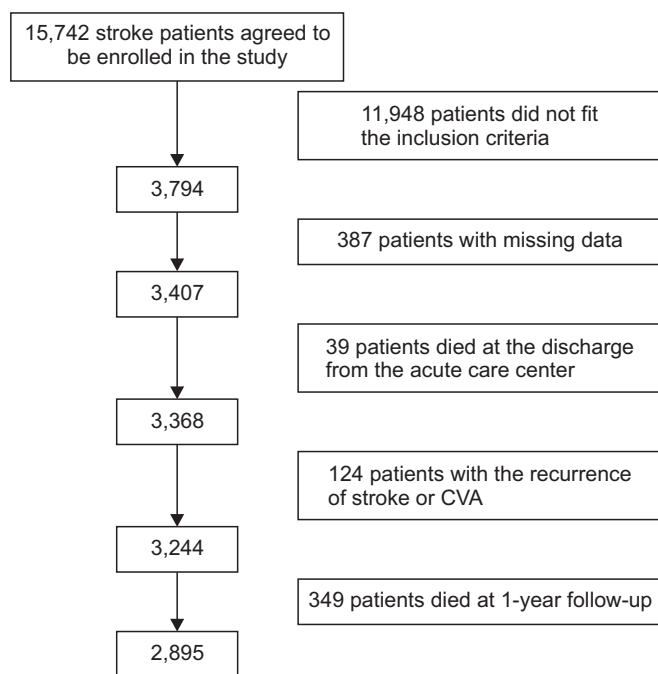 15,742 stroke patients agreed to
be enrolled in the study
11,948 patients did not fit
the inclusion criteria
3,794
387 patients with missing data
3,407
39 patients died at the discharge
from the acute care center
3,368
124 patients with the recurrence
of stroke or CVA
3,244
349 patients died at 1-year follow-up
2,895